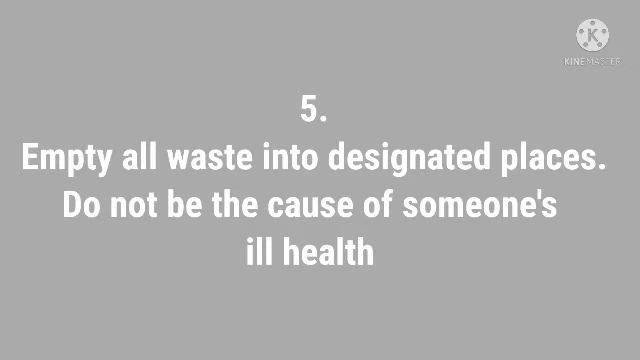 KINEMASTER
5.
Empty all waste into designated places.
Do not be the cause of someone's
ill health